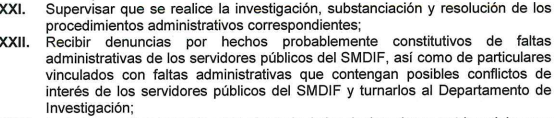 XXI. Supervisar que se realice la investigación, substanciación y resolución de los
procedimientos administrativos correspondientes;
XXII. Recibir denuncias por hechos probablemente constitutivos de faltas
administrativas de los servidores públicos del SMDIF, así como de particulares
vinculados con faltas administrativas que contengan posibles conflictos de
interés de los servidores públicos del SMDIF y turnarlos al Departamento de
Investigación;